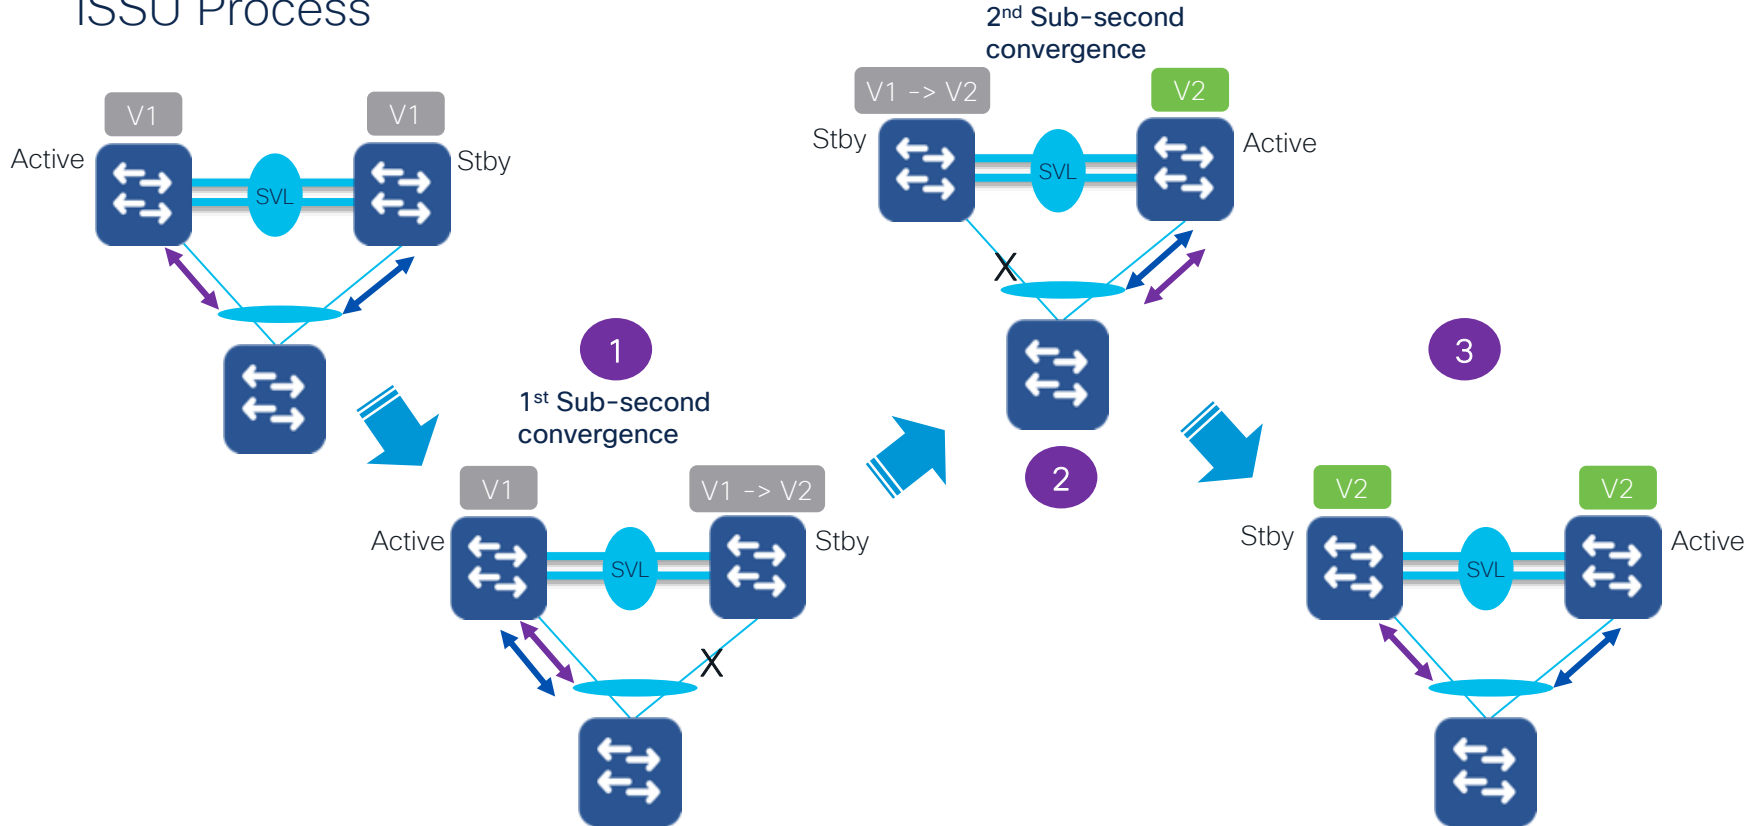 ISSU Process
V1
V1
Active
Stby
SVL
1
1st Sub-second
convergence
V1
V1 -> V2
Active
Stby
SVL
X
2nd Sub-second
convergence
V1 -> V2
V2
Stby
Active
SVL
X
2
3
V2
V2
Stby
Active
SVL